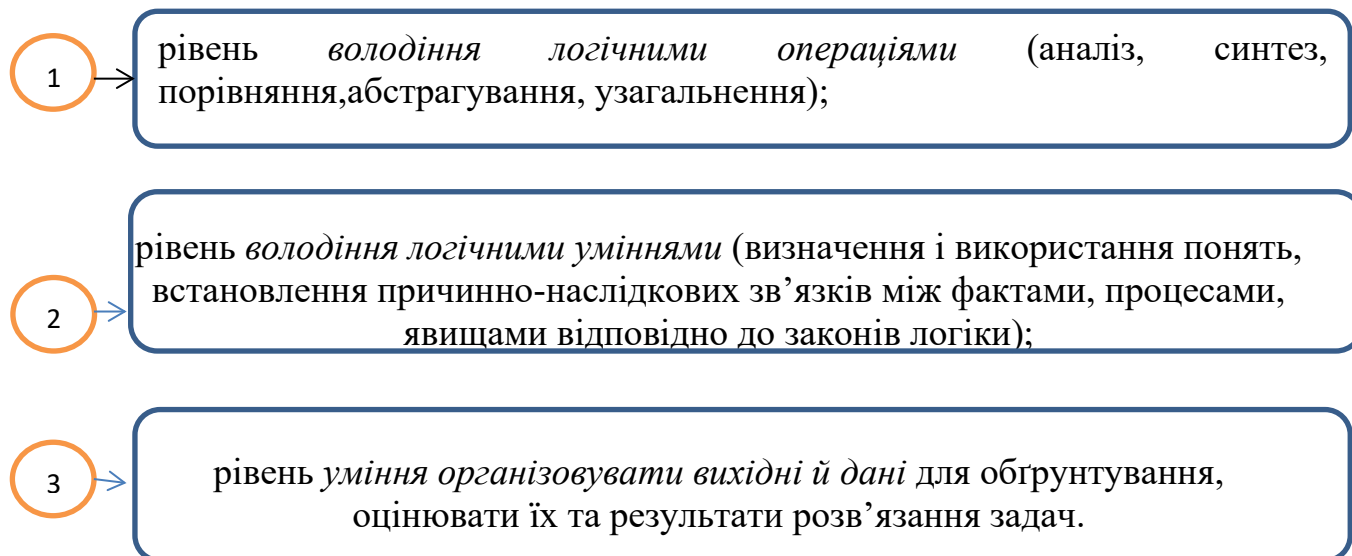 1
рівень володіння логічними операціями (аналіз, синтез,
порівняння,абстрагування, узагальнення);
2
рівень володіння логічними уміннями (визначення і використання понять,
встановлення причинно-наслідкових зв’язків між фактами, процесами,
явищами відповідно до законів логіки);
3
рівень уміння організовувати вихідні й дані для обґрунтування,
оцінювати їх та результати розв’язання задач.